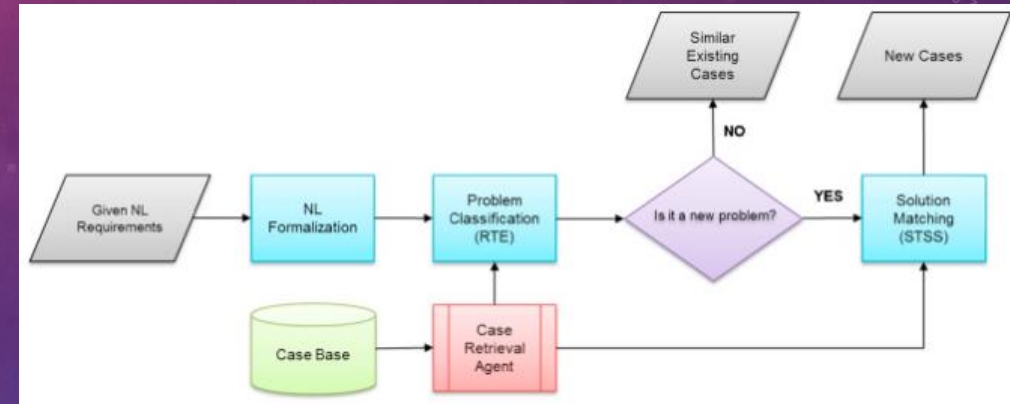 Similar
Existing
Cases
New Cases
NO
Given NL
Requirements
NL
Formalization
Problem
Classification
(RTE)
Is it a new problem?
YES
Solution
Matching
(STSS)
Case Base
Case
Retrieval
Agent